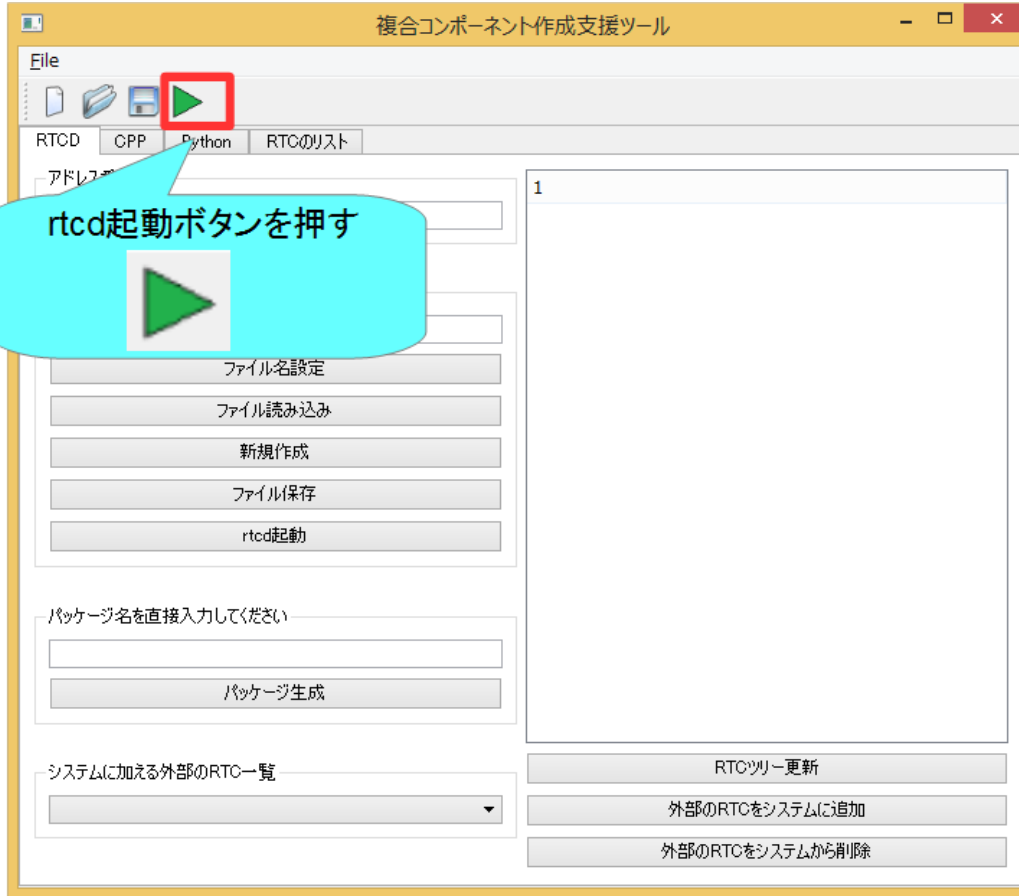 複合コンポーネント作成支援ツール
File
RTCD
CPP
Python
RTCのリスト
rtcd起動ボタンを押す
ファイル名設定
ファイル読み込み
新規作成
ファイル保存
rtcd起動
パッケージ名を直接入力してください
パッケージ生成
システムに加える外部のRTC一覧
1
RTCツリー更新
外部のRTCをシステムに追加
外部のRTCをシステムから削除